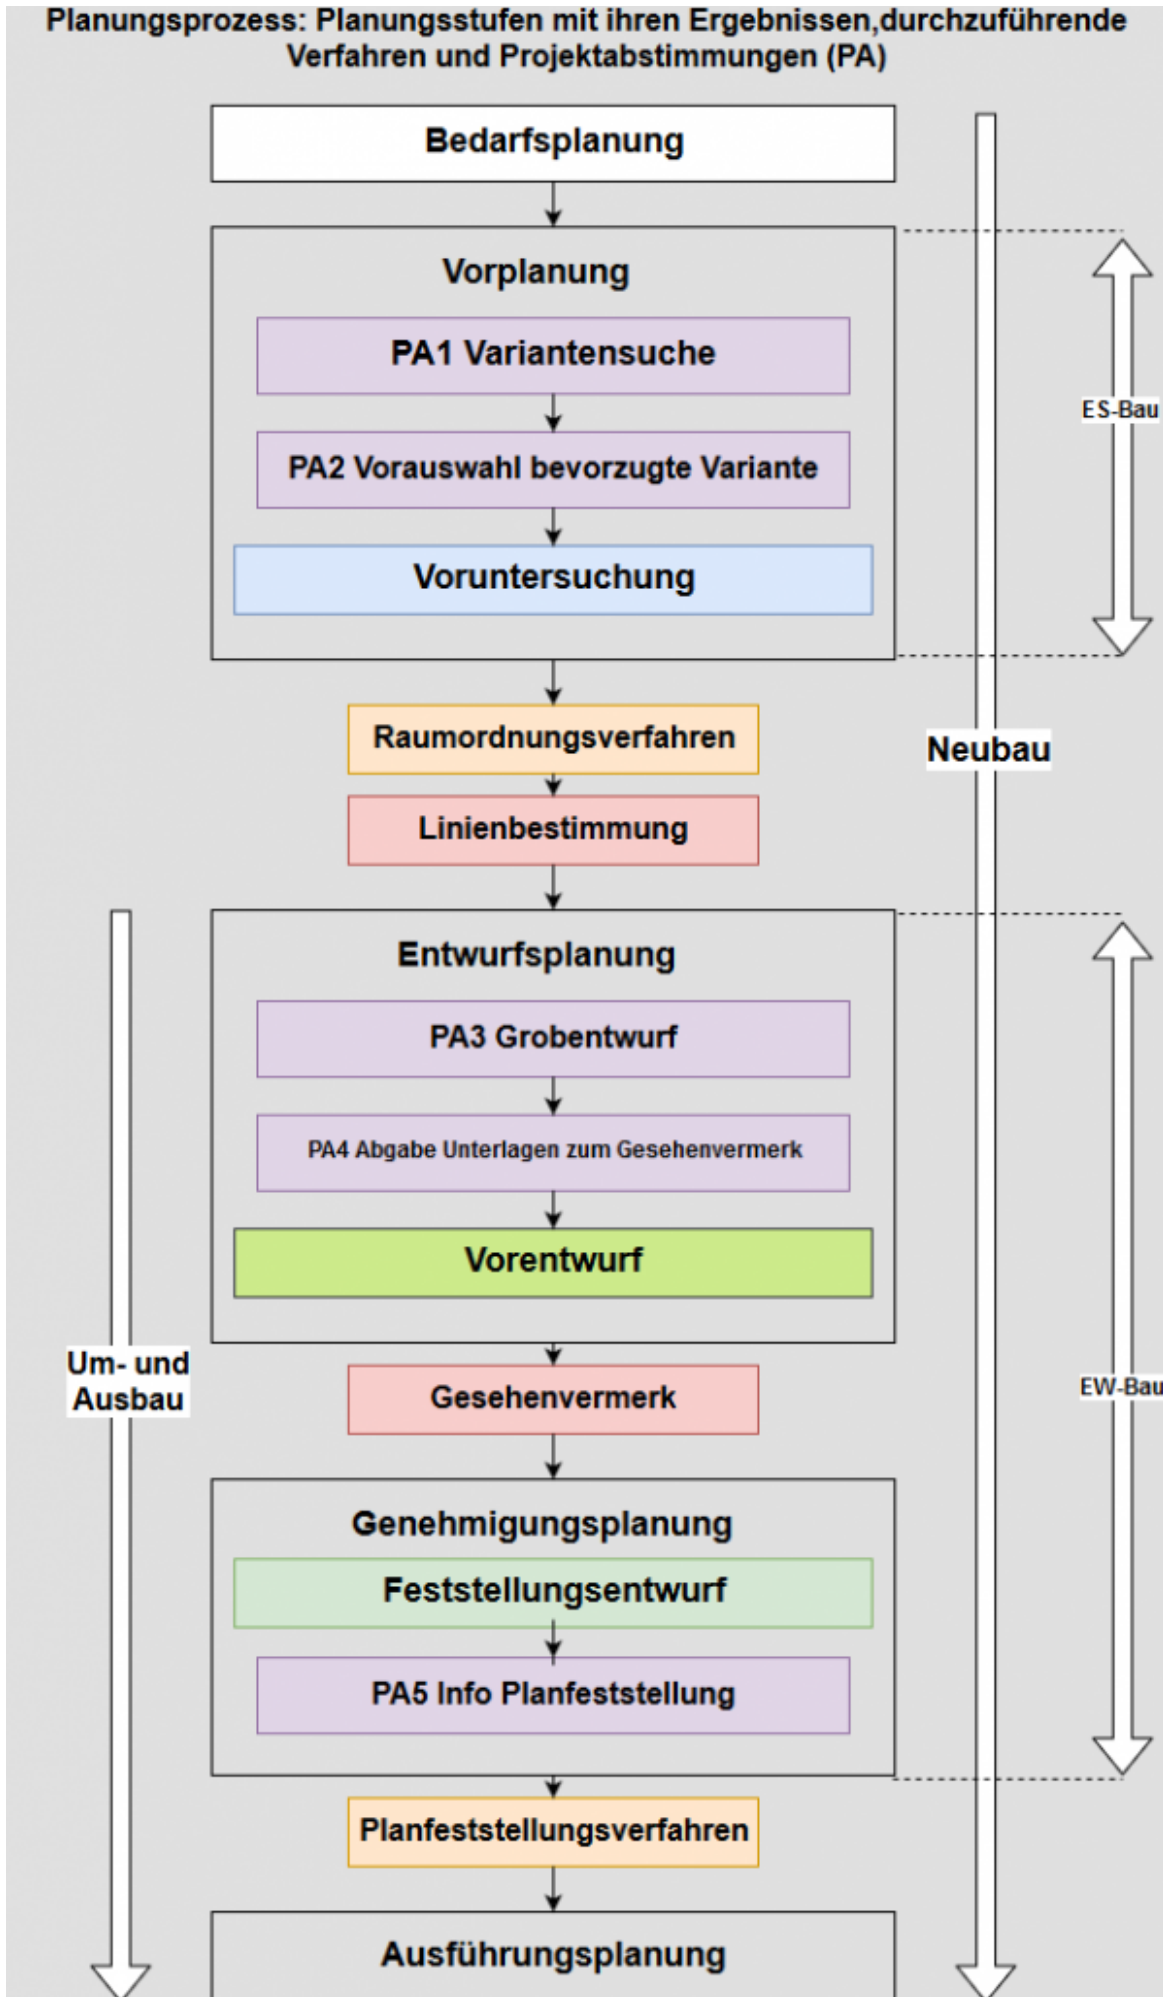 Planungsprozess: Planungsstufen mit ihren Ergebnissen,durchzuführende
Verfahren und Projektabstimmungen (PA)
Bedarfsplanung
Vorplanung
PA1 Variantensuche
ES-Bau
PA2 Vorauswahl bevorzugte Variante
Voruntersuchung
Raumordnungsverfahren
Neubau
Linienbestimmung
Entwurfsplanung
PA3 Grobentwurf
PA4 Abgabe Unterlagen zum Gesehenvermerk
Vorentwurf
Um- und
Ausbau
EW-Bau
Gesehenvermerk
Genehmigungsplanung
Feststellungsentwurf
PA5 Info Planfeststellung
Planfeststellungsverfahren
Ausführungsplanung